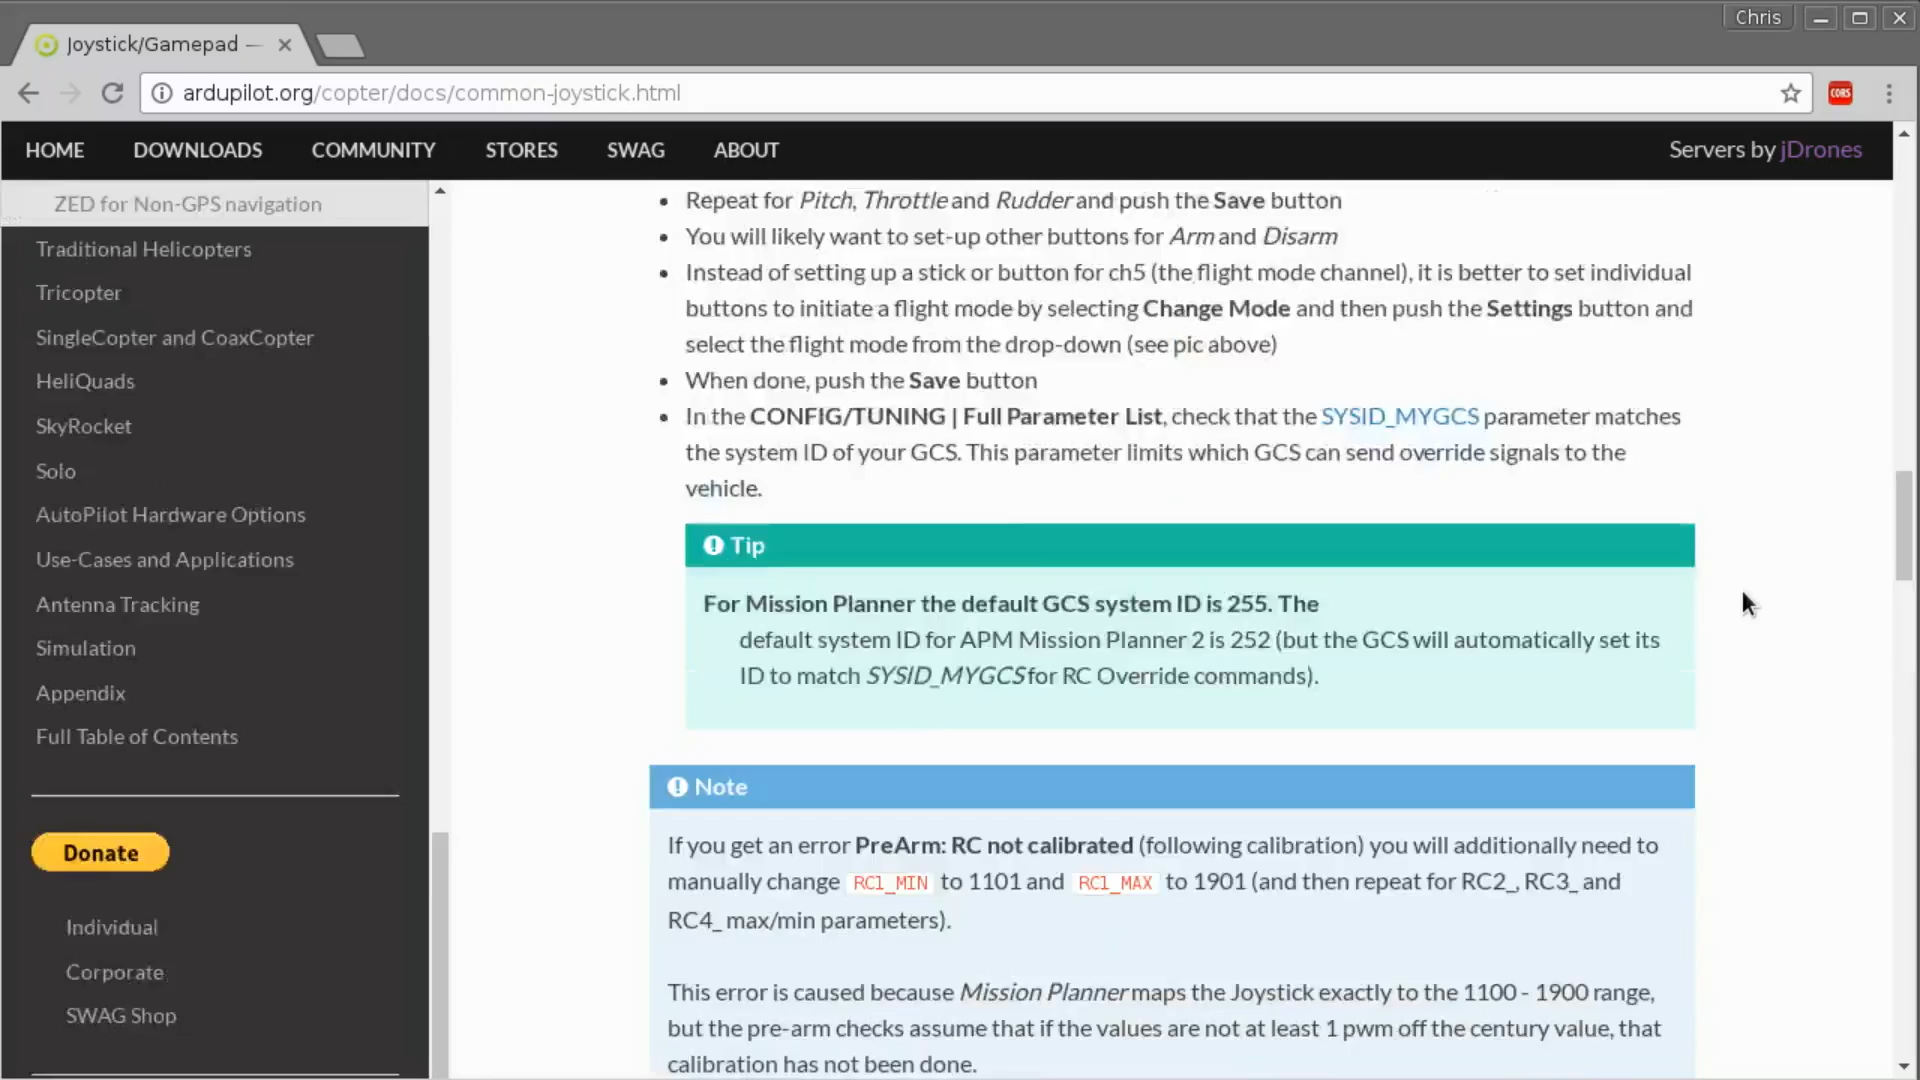 Chris
Joystick/Gamepad —
ardupilot.org/copter/docs/common-joystick.html
CORS
HOME DOWNLOADS COMMUNITY STORES SWAG ABOUT
Servers by jDrones
ZED for Non-GPS navigation
Traditional Helicopters
Tricopter
SingleCopter and CoaxCopter
HeliQuads
SkyRocket
Solo
AutoPilot Hardware Options
Use-Cases and Applications
Antenna Tracking
Simulation
Appendix
Full Table of Contents
Donate
Individual
Corporate
SWAG Shop
• Repeat for Pitch, Throttle and Rudder and push the Save button
• You will likely want to set-up other buttons for Arm and Disarm
• Instead of setting up a stick or button for ch5 (the flight mode channel), it is better to set individual
buttons to initiate a flight mode by selecting Change Mode and then push the Settings button and
select the flight mode from the drop-down (see pic above)
• When done, push the Save button
• In the CONFIG/TUNING | Full Parameter List, check that the SYSID_MYGCS parameter matches
the system ID of your GCS. This parameter limits which GCS can send override signals to the
vehicle.
Tip
For Mission Planner the default GCS system ID is 255. The
default system ID for APM Mission Planner 2 is 252 (but the GCS will automatically set its
ID to match SYSID_MYGCS for RC Override commands).
Note
If you get an error PreArm: RC not calibrated (following calibration) you will additionally need to
manually change RC1_MIN to 1101 and RC1_MAX to 1901 (and then repeat for RC2_, RC3_ and
RC4_ max/min parameters).
This error is caused because Mission Planner maps the Joystick exactly to the 1100 - 1900 range,
but the pre-arm checks assume that if the values are not at least 1 pwm off the century value, that
calibration has not been done.